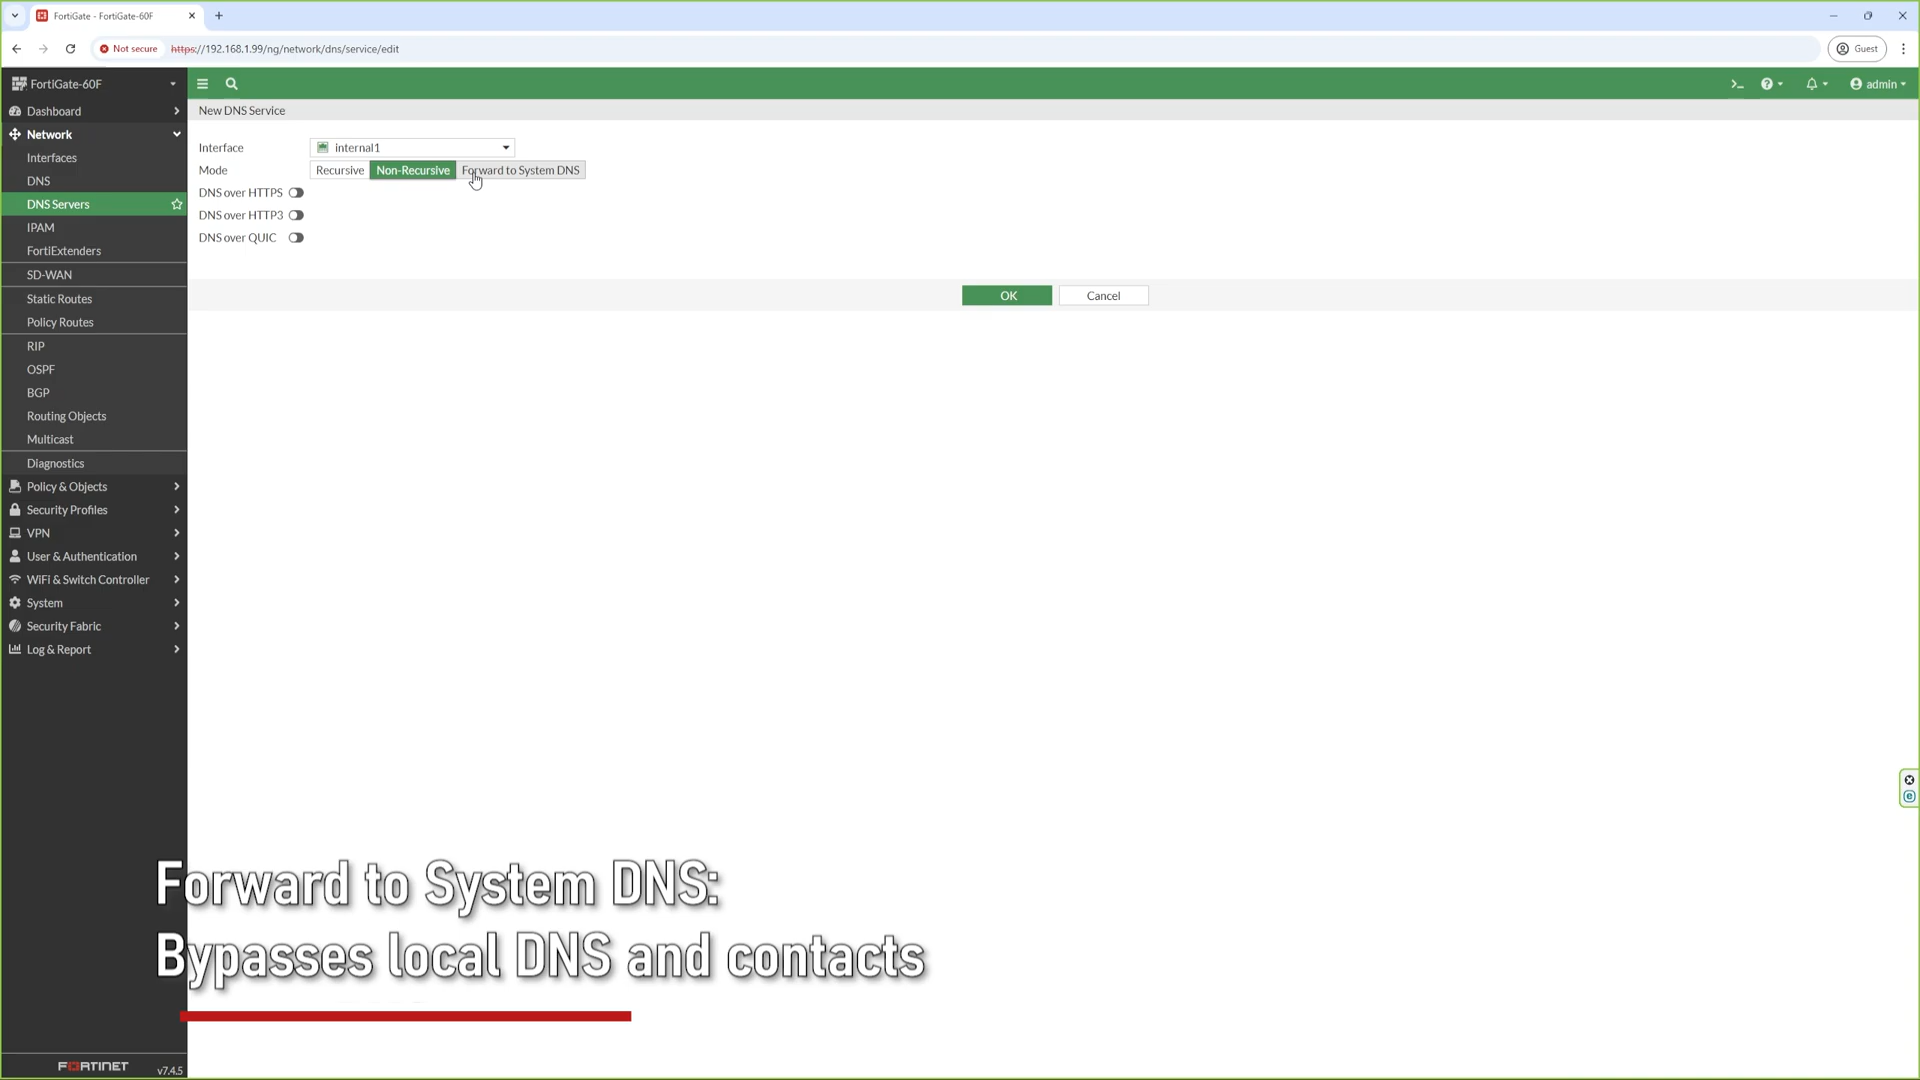 FortiGate - FortiGate-60F
Not secure
https://192.168.1.99/ng/network/dns/service/edit
Guest
FortiGate-60F
admin
Dashboard
New DNS Service
Network
Interfaces
Interface
internal1
Mode
Recursive
Non-Recursive
Forward to System DNS
DNS
DNS over HTTPS
DNS Servers
DNS over HTTP3
IPAM
DNS over QUIC
FortiExtenders
SD-WAN
Static Routes
OK
Cancel
Policy Routes
RIP
OSPF
BGP
Routing Objects
Multicast
Diagnostics
Policy & Objects
Security Profiles
VPN
User & Authentication
WiFi & Switch Controller
System
Security Fabric
Log & Report
Forward to System DNS:
Bypasses local DNS and contacts
FORTINET
v7.4.5